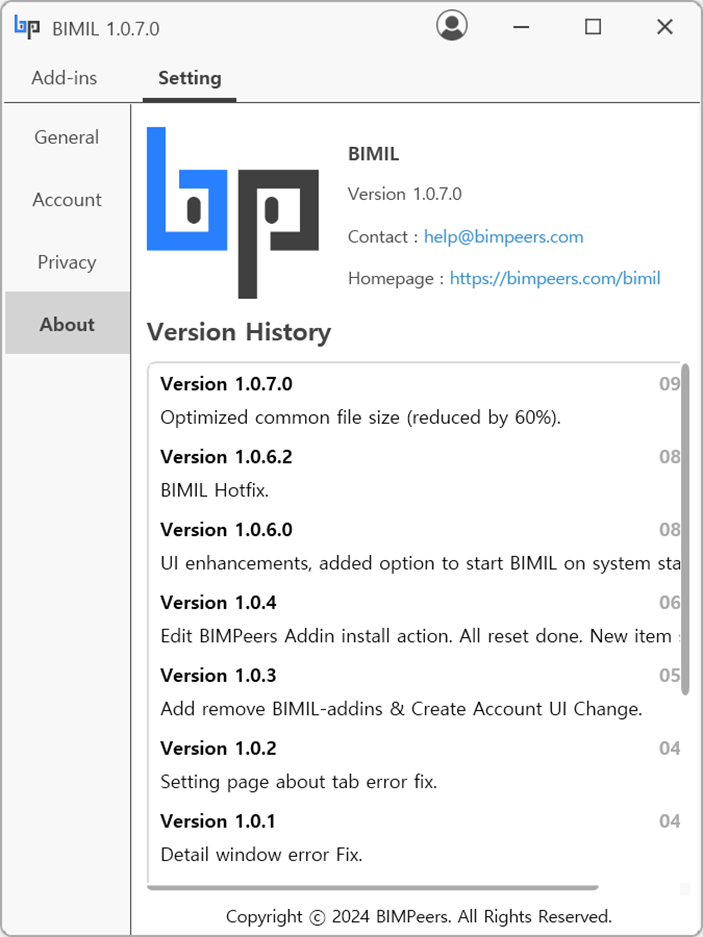 bp BIMIL 1.0.7.0
Add-ins Setting
General
Account
Privacy
About
bp
BIMIL
Version 1.0.7.0
Contact : help@bimpeers.com
Homepage : https://bimpeers.com/bimil
Version History
Version 1.0.7.0 09
Optimized common file size (reduced by 60%).
Version 1.0.6.2 08
BIMIL Hotfix.
Version 1.0.6.0 08
UI enhancements, added option to start BIMIL on system sta
Version 1.0.4 06
Edit BIMPeers Addin install action. All reset done. New item
Version 1.0.3 05
Add remove BIMIL-addins & Create Account UI Change.
Version 1.0.2 04
Setting page about tab error fix.
Version 1.0.1 04
Detail window error Fix.
Copyright © 2024 BIMPeers. All Rights Reserved.